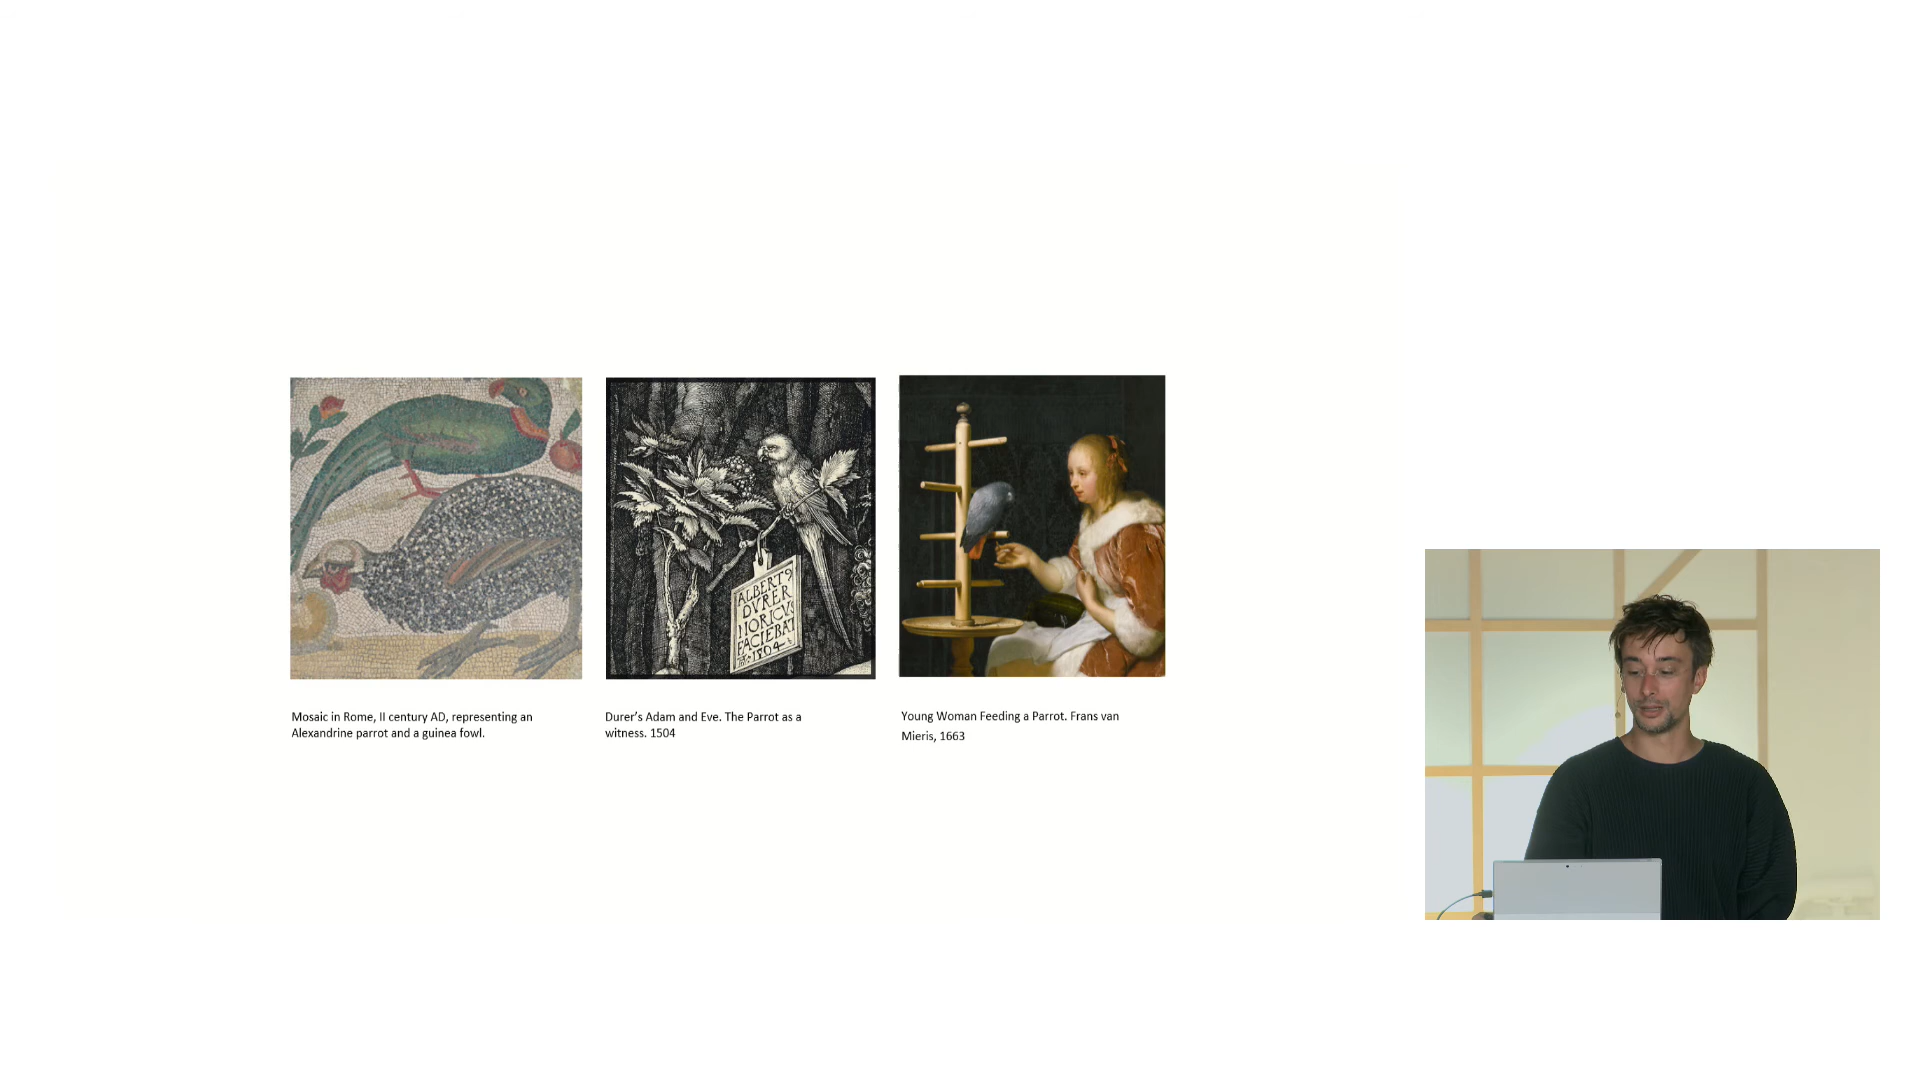 ALBERT9
DVRER
NORICVS
FACIEBAT
1504
Mosaic in Rome, II century AD, representing an
Alexandrine parrot and a guinea fowl.
Durer's Adam and Eve. The Parrot as a
witness. 1504
Young Woman Feeding a Parrot. Frans van
Mieris, 1663